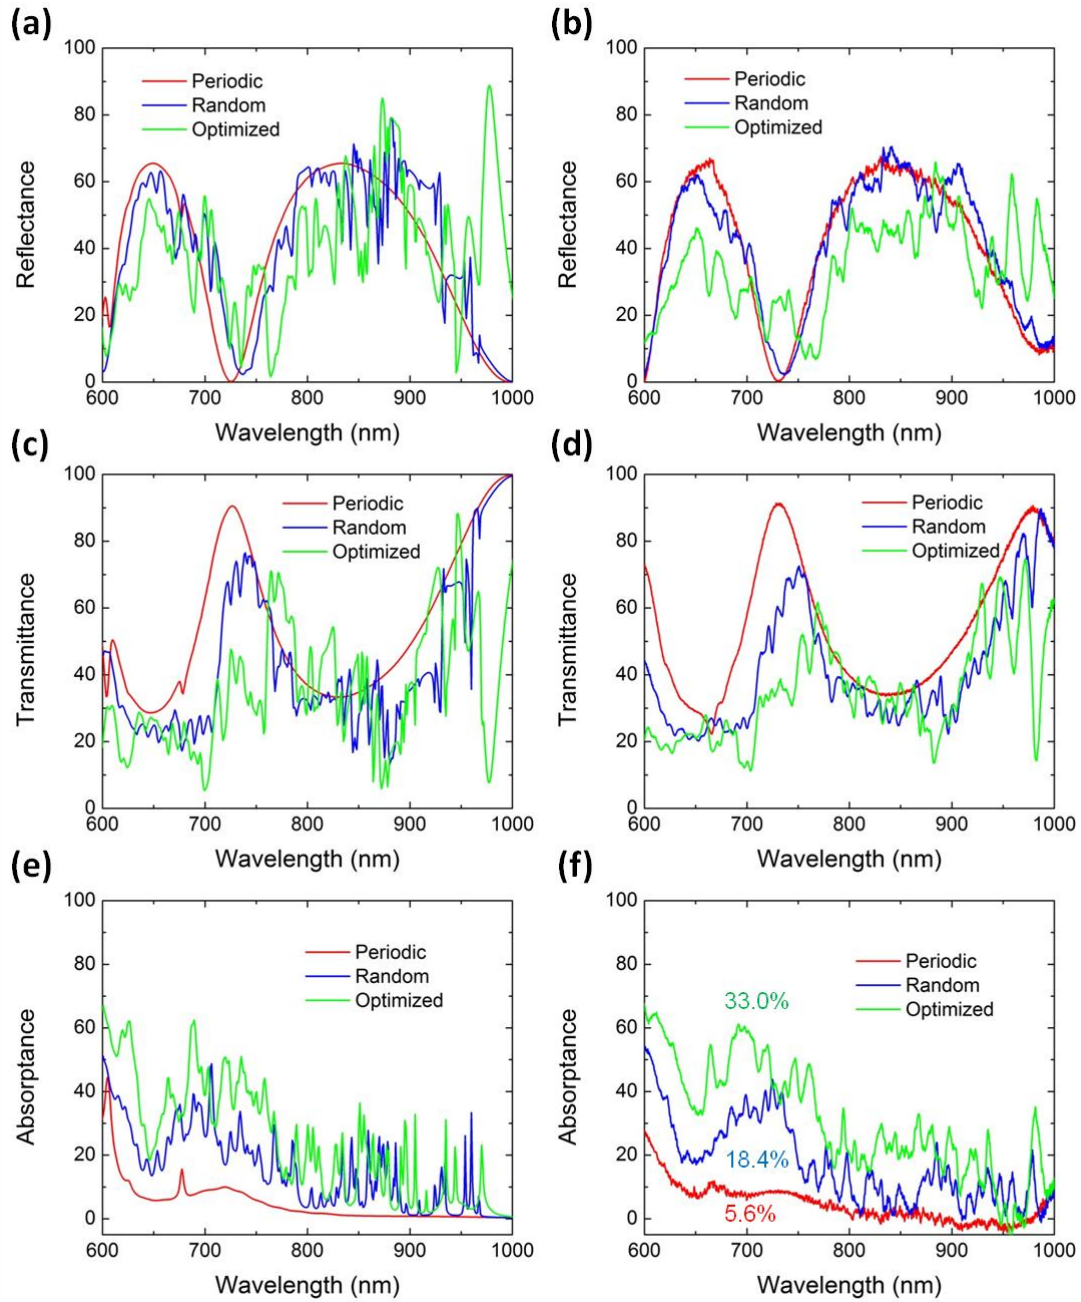 (a)
100
80
60
40
20
0
Reflectance
Periodic
Random
Optimized
600
700
800
900
1000
Wavelength (nm)
(b)
100
80
60
40
20
0
Reflectance
Periodic
Random
Optimized
600
700
800
900
1000
Wavelength (nm)
(c)
100
80
60
40
20
0
Transmittance
Periodic
Random
Optimized
600
700
800
900
1000
Wavelength (nm)
(d)
100
80
60
40
20
0
Transmittance
Periodic
Random
Optimized
600
700
800
900
1000
Wavelength (nm)
(e)
100
80
60
40
20
0
Absorptance
Periodic
Random
Optimized
600
700
800
900
1000
Wavelength (nm)
(f)
100
80
60
40
20
0
Absorptance
Periodic
Random
Optimized
33.0%
18.4%
5.6%
600
700
800
900
1000
Wavelength (nm)